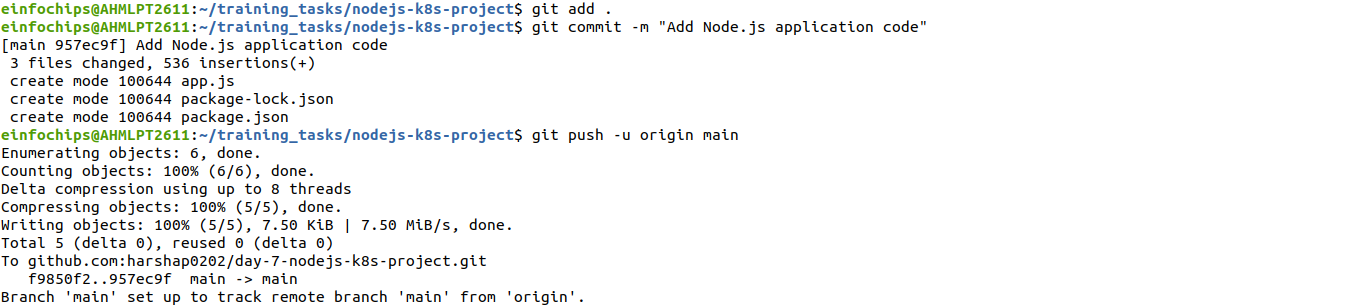 einfochips@AHMLPT2611:~/training_tasks/nodejs-k8s-project$ git add .
einfochips@AHMLPT2611:~/training_tasks/nodejs-k8s-project$ git commit -m "Add Node.js application code"
[main 957ec9f] Add Node.js application code
 3 files changed, 536 insertions(+)
 create mode 100644 app.js
 create mode 100644 package-lock.json
 create mode 100644 package.json
einfochips@AHMLPT2611:~/training_tasks/nodejs-k8s-project$ git push -u origin main
Enumerating objects: 6, done.
Counting objects: 100% (6/6), done.
Delta compression using up to 8 threads
Compressing objects: 100% (5/5), done.
Writing objects: 100% (5/5), 7.50 KiB | 7.50 MiB/s, done.
Total 5 (delta 0), reused 0 (delta 0)
To github.com:harshap0202/day-7-nodejs-k8s-project.git
   f9850f2..957ec9f  main -> main
Branch 'main' set up to track remote branch 'main' from 'origin'.